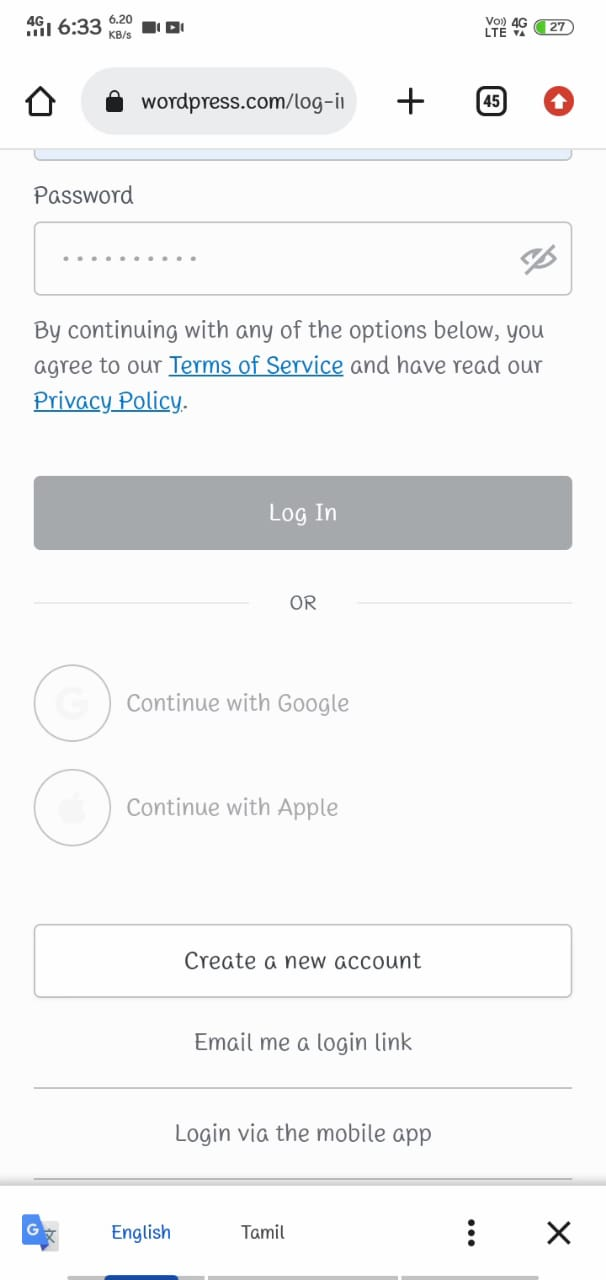 4G 6:33 6.20 KB/s Vo)) LTE 4G 27
wordpress.com/log-i 45
Password
By continuing with any of the options below, you
agree to our Terms of Service and have read our
Privacy Policy.
Log In
OR
G Continue with Google
Continue with Apple
Create a new account
Email me a login link
Login via the mobile app
G 文 English Tamil